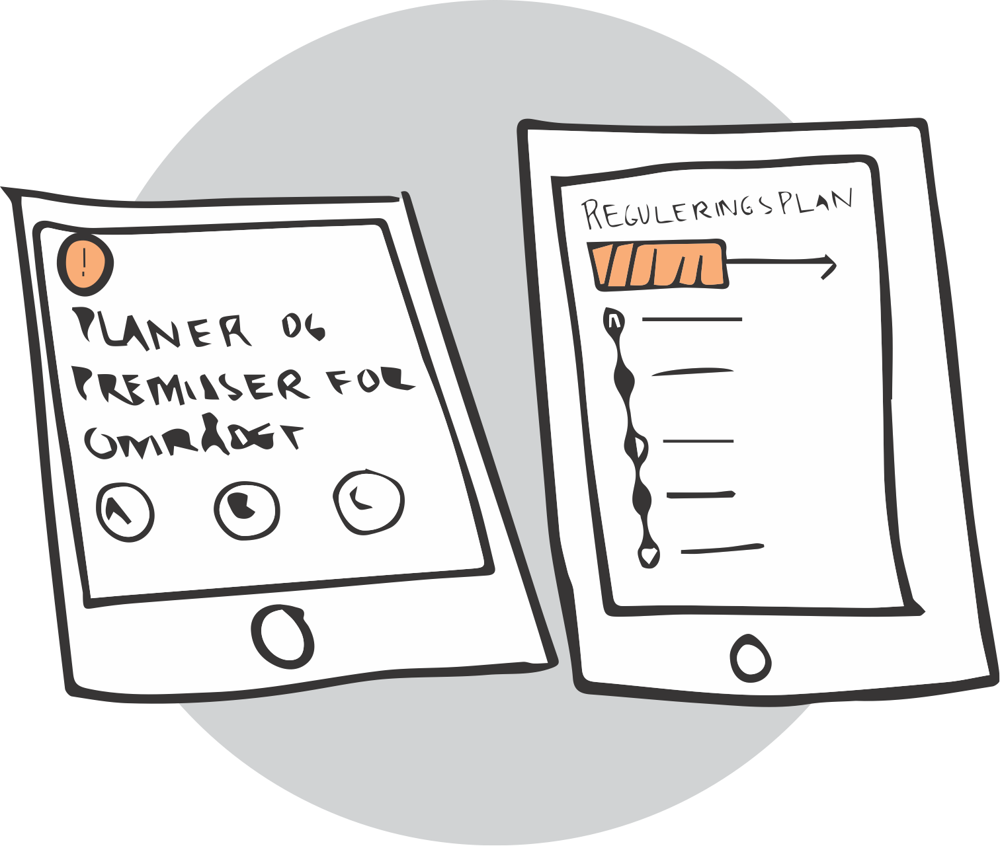 !
PLANER OG
PREMISSER FOR
OMRÅDET
A B C
REGULERINGSPLAN